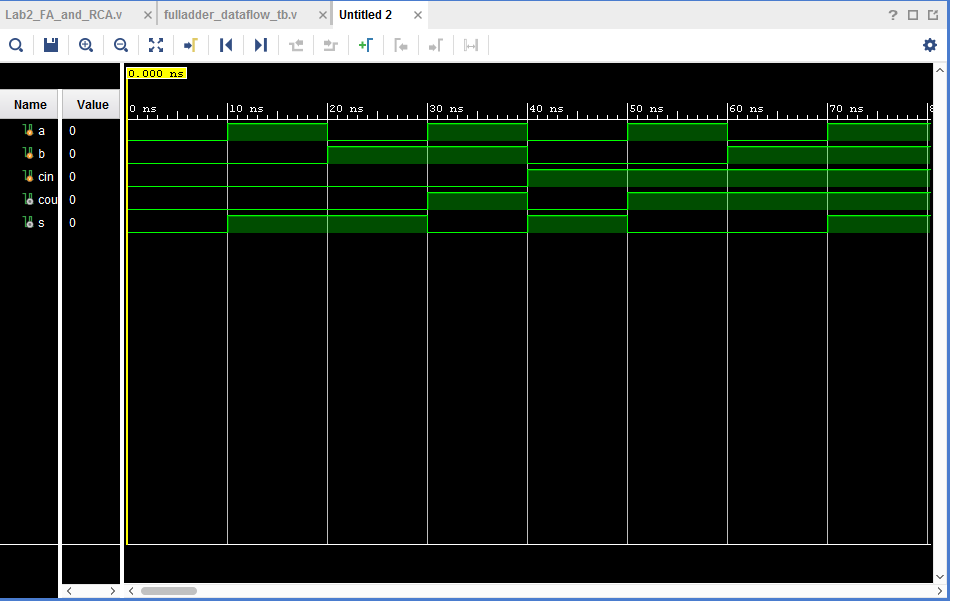 Lab2_FA_and_RCA.v × fulladder_dataflow_tb.v × Untitled 2 × ?
0.000 ns
Name Value 0 ns 10 ns 20 ns 30 ns 40 ns 50 ns 60 ns 70 ns 8
a 0
b 0
cin 0
cou 0
s 0